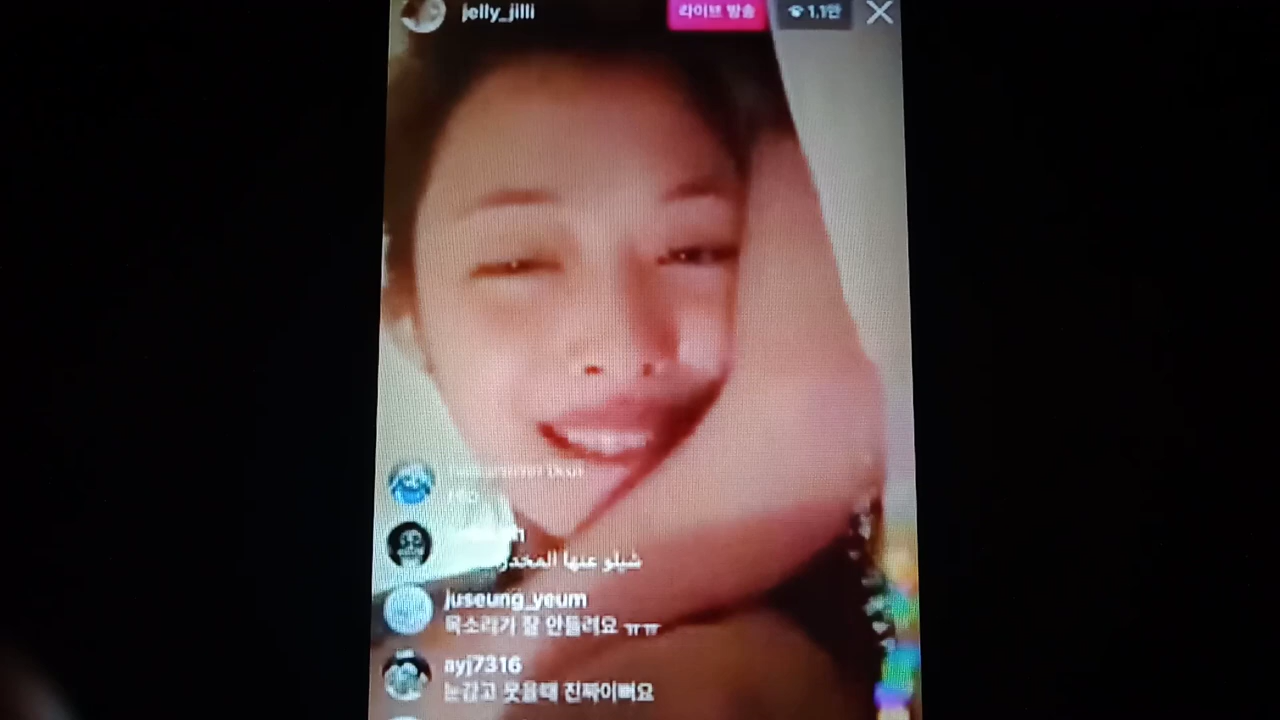 jelly_jilli
라이브 방송
1.1만
شيلو عنها
juseung_yeum
목소리가 잘 안들려요 ㅠㅠ
ayj7316
눈감고 웃을때 진짜이뻐요